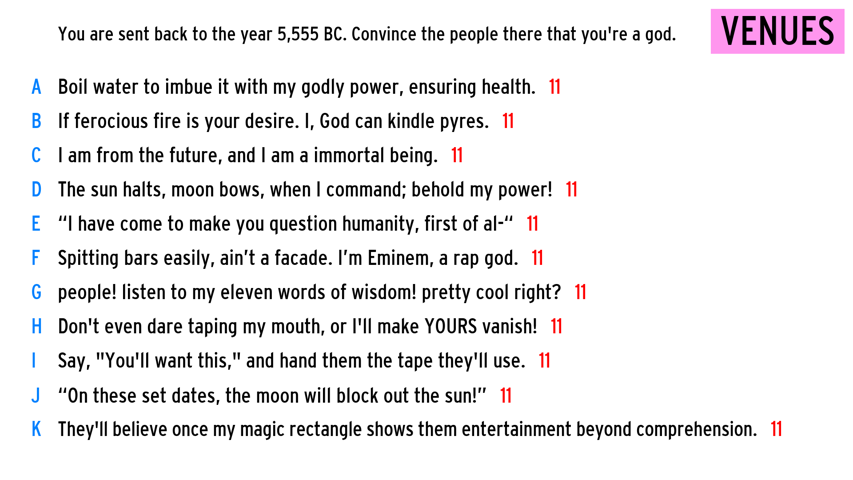 You are sent back to the year 5,555 BC. Convince the people there that you're a god.
VENUES
A Boil water to imbue it with my godly power, ensuring health. 11
B If ferocious fire is your desire. I, God can kindle pyres. 11
C I am from the future, and I am a immortal being. 11
D The sun halts, moon bows, when I command; behold my power! 11
E “I have come to make you question humanity, first of al-“ 11
F Spitting bars easily, ain’t a facade. I’m Eminem, a rap god. 11
G people! listen to my eleven words of wisdom! pretty cool right? 11
H Don't even dare taping my mouth, or I'll make YOURS vanish! 11
I Say, "You'll want this," and hand them the tape they'll use. 11
J “On these set dates, the moon will block out the sun!” 11
K They'll believe once my magic rectangle shows them entertainment beyond comprehension. 11